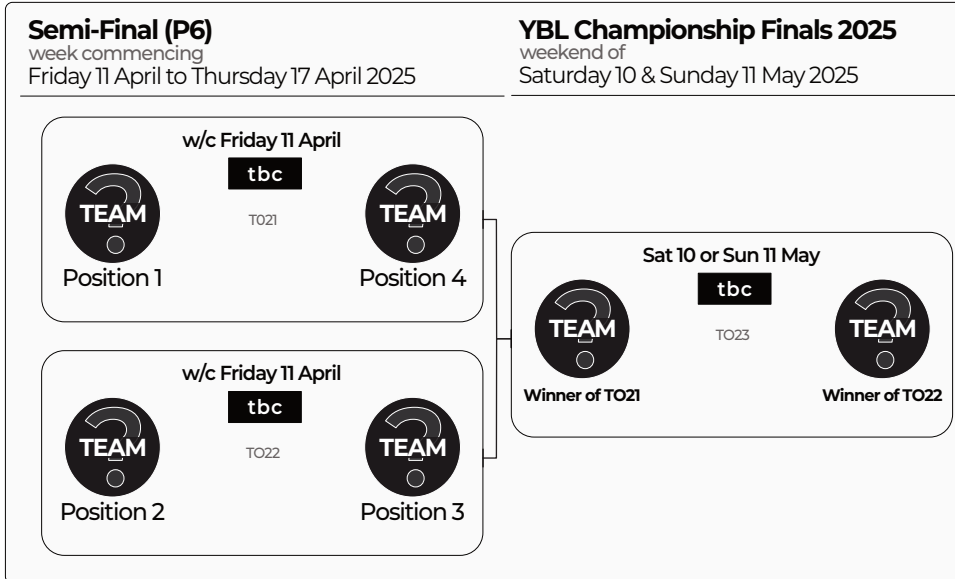 Semi-Final (P6)
week commencing
Friday 11 April to Thursday 17 April 2025
YBL Championship Finals 2025
weekend of
Saturday 10 & Sunday 11 May 2025
w/c Friday 11 April
tbc
TEAM
TEAM
T021
Position 1
Position 4
w/c Friday 11 April
tbc
TEAM
TEAM
TO22
Position 2
Position 3
Sat 10 or Sun 11 May
tbc
TEAM
TEAM
TO23
Winner of TO21
Winner of TO22